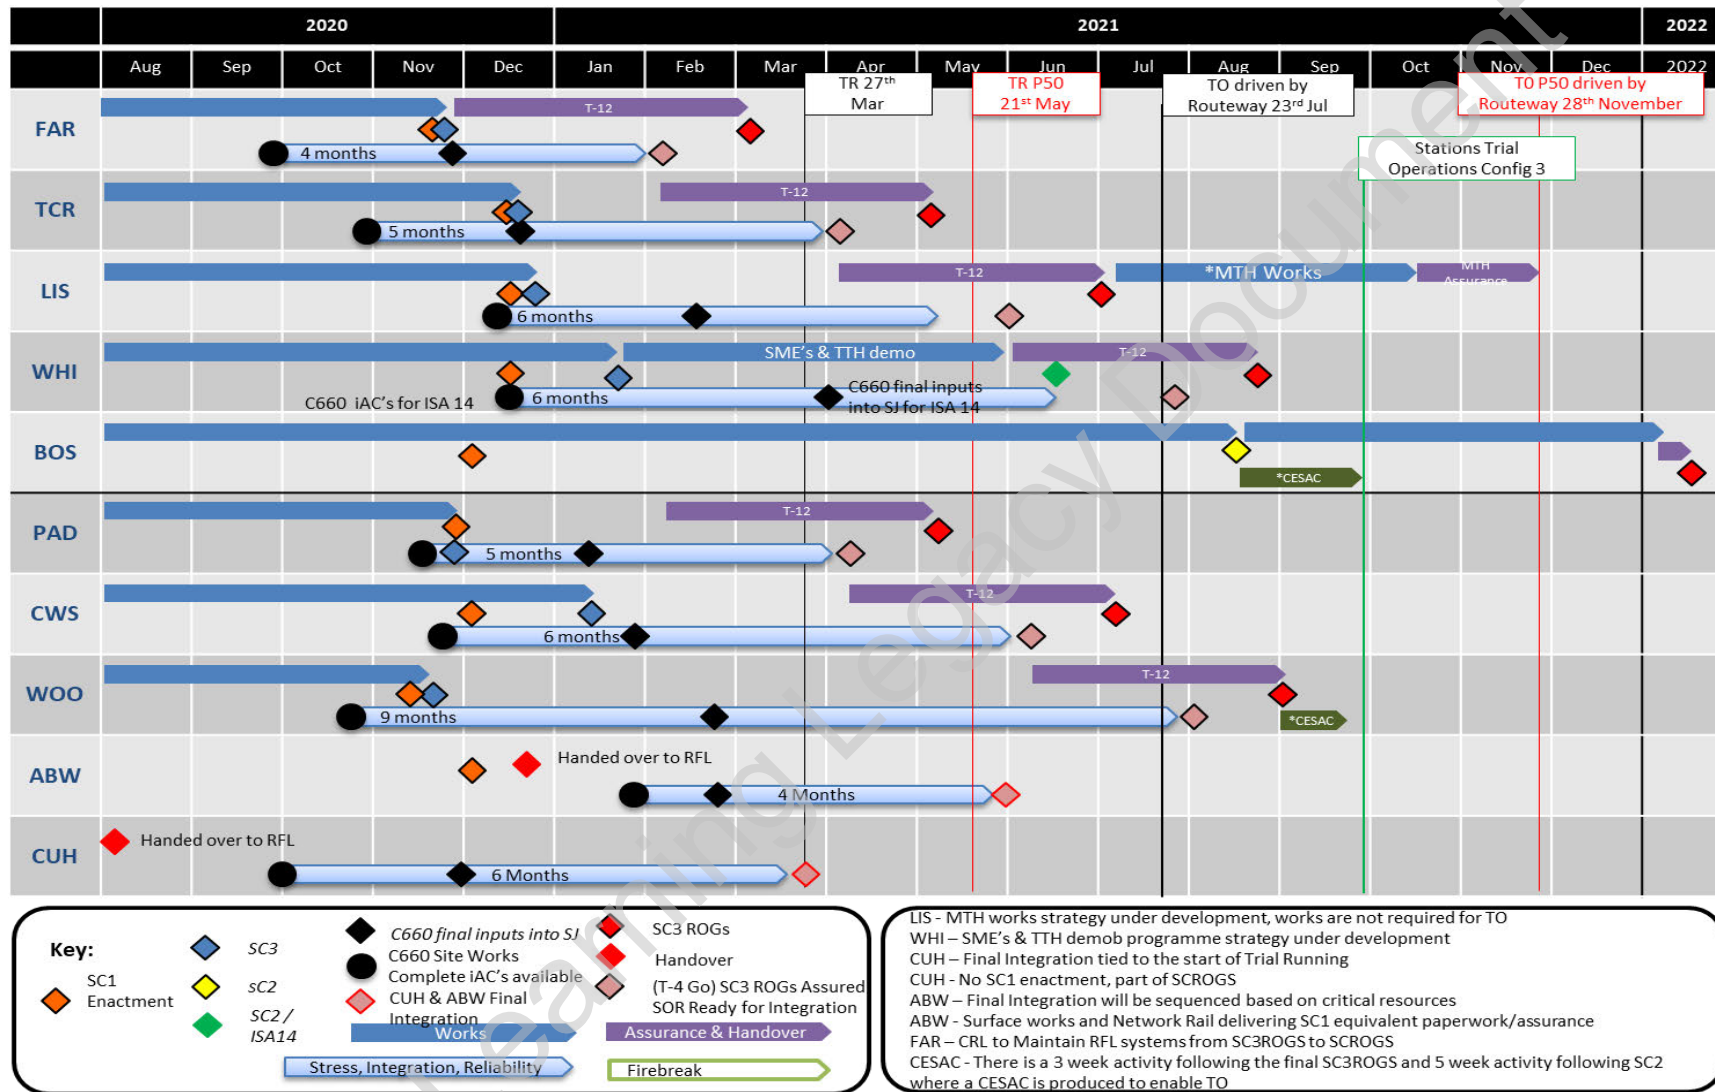 2020 2021 2022
Aug Sep Oct Nov Dec Jan Feb Mar Apr May Jun Jul Aug Sep Oct Nov Dec 2022
TR 27th
Mar
TR P50
21st May
TO driven by
Routeway 23rd Jul
T0 P50 driven by
Routeway 28th November
Stations Trial
Operations Config 3
FAR
T-12
4 months
TCR
T-12
5 months
LIS
T-12
*MTH Works
MTH
Assurance
6 months
WHI
SME's & TTH demo
T-12
C660 iAC's for ISA 14
6 months
C660 final inputs
into SJ for ISA 14
BOS
*CESAC
PAD
T-12
5 months
CWS
T-12
6 months
WOO
T-12
9 months
*CESAC
ABW
Handed over to RFL
4 Months
CUH
Handed over to RFL
6 Months
Key:
SC1
Enactment
SC3
sC2
SC2 /
ISA14
C660 final inputs into SJ
C660 Site Works
Complete iAC's available
CUH & ABW Final
Integration
SC3 ROGs
Handover
(T-4 Go) SC3 ROGs Assured
SOR Ready for Integration
Works
Assurance & Handover
Stress, Integration, Reliability
Firebreak
LIS - MTH works strategy under development, works are not required for TO
WHI – SME's & TTH demob programme strategy under development
CUH – Final Integration tied to the start of Trial Running
CUH - No SC1 enactment, part of SCROGS
ABW – Final Integration will be sequenced based on critical resources
ABW - Surface works and Network Rail delivering SC1 equivalent paperwork/assurance
FAR – CRL to Maintain RFL systems from SC3ROGS to SCROGS
CESAC - There is a 3 week activity following the final SC3ROGS and 5 week activity following SC2
where a CESAC is produced to enable TO
Learning Legacy Document